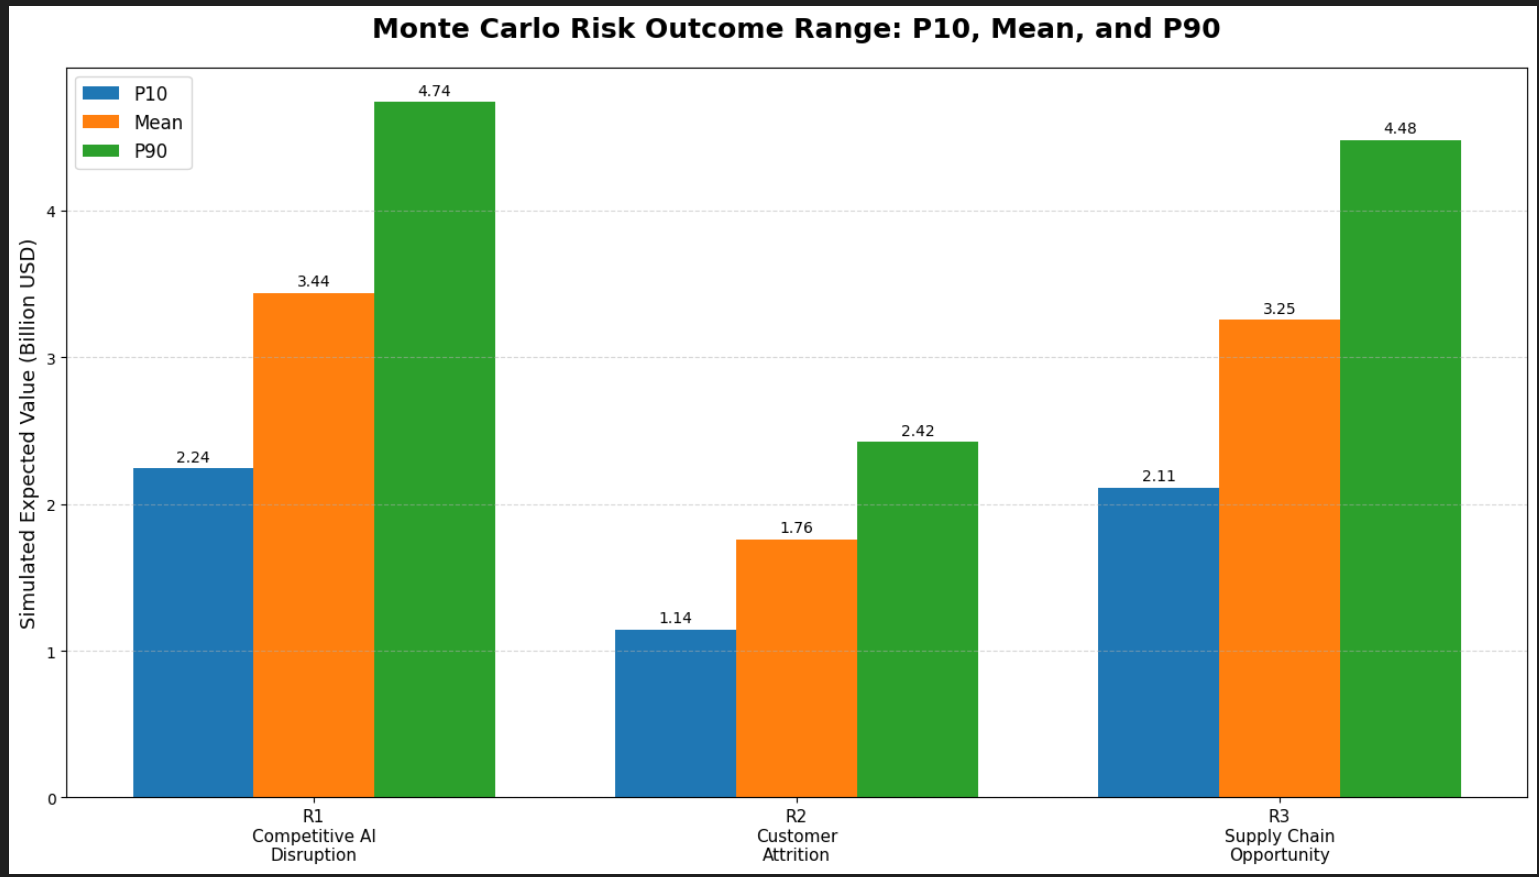 Monte Carlo Risk Outcome Range: P10, Mean, and P90
P10
Mean
P90
Simulated Expected Value (Billion USD)
4
3
2
1
0
2.24
3.44
4.74
1.14
1.76
2.42
2.11
3.25
4.48
R1
Competitive AI
Disruption
R2
Customer
Attrition
R3
Supply Chain
Opportunity